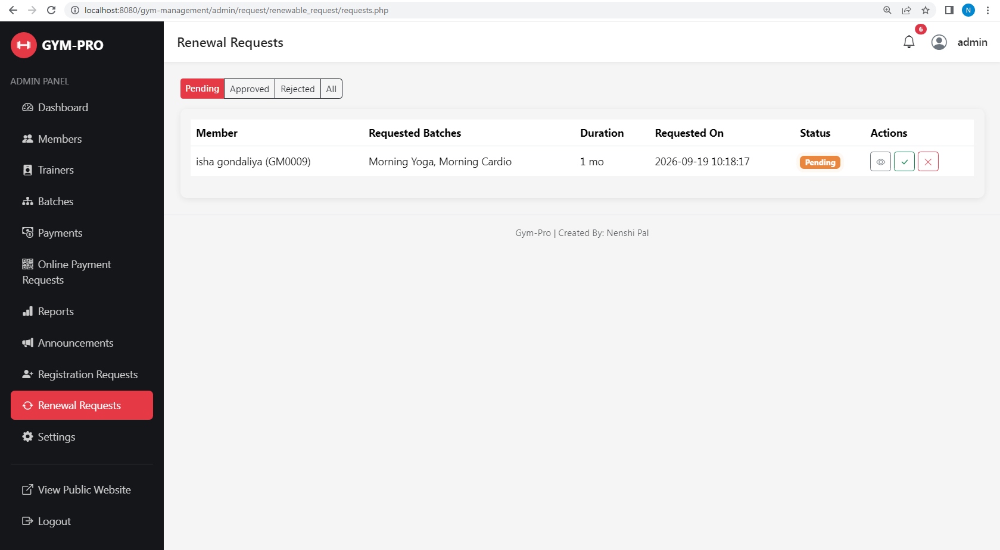 localhost:8080/gym-management/admin/request/renewable_request/requests.php
N
GYM-PRO
ADMIN PANEL
Dashboard
Members
Trainers
Batches
Payments
Online Payment
Requests
Reports
Announcements
Registration Requests
Renewal Requests
Settings
View Public Website
Logout
Renewal Requests
6
admin
Pending Approved Rejected All
Member Requested Batches Duration Requested On Status Actions
isha gondaliya (GM0009) Morning Yoga, Morning Cardio 1 mo 2026-09-19 10:18:17 Pending
Gym-Pro | Created By: Nenshi Pal